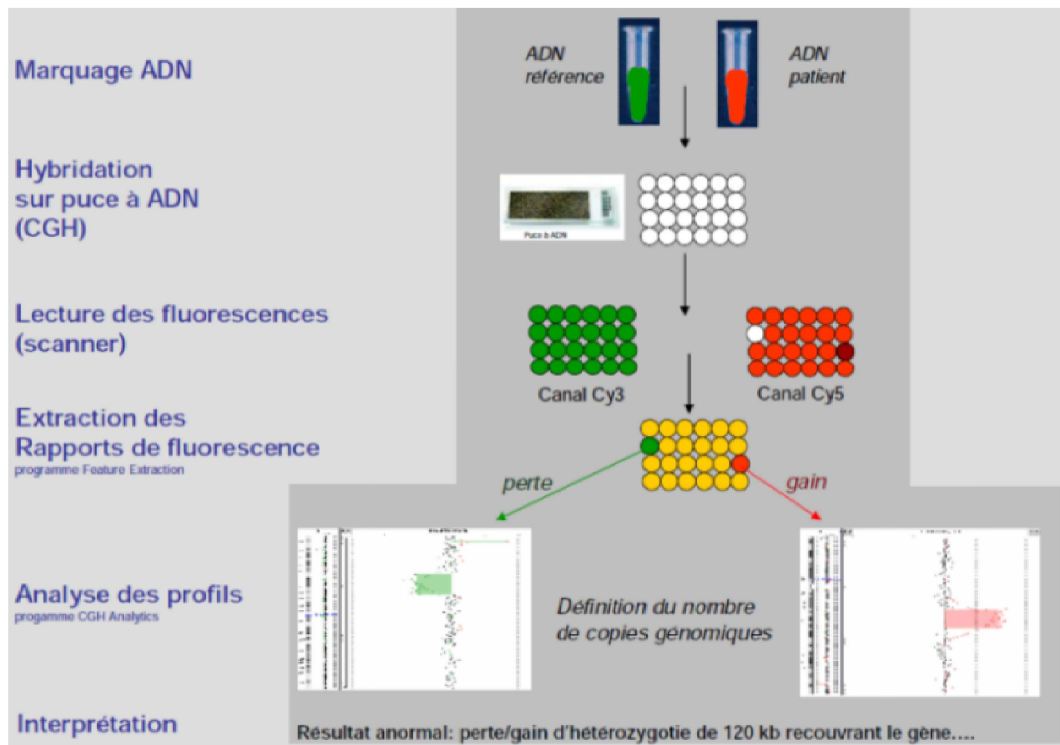 Marquage ADN
ADN
référence
ADN
patient
Hybridation
sur puce à ADN
(CGH)
Puce à ADN
Lecture des fluorescences
(scanner)
Canal Cy3
Canal Cy5
Extraction des
Rapports de fluorescence
programme Feature Extraction
perte
gain
Analyse des profils
progamme CGH Analytics
Définition du nombre
de copies génomiques
Interprétation
Résultat anormal: perte/gain d'hétérozygotie de 120 kb recouvrant le gène....